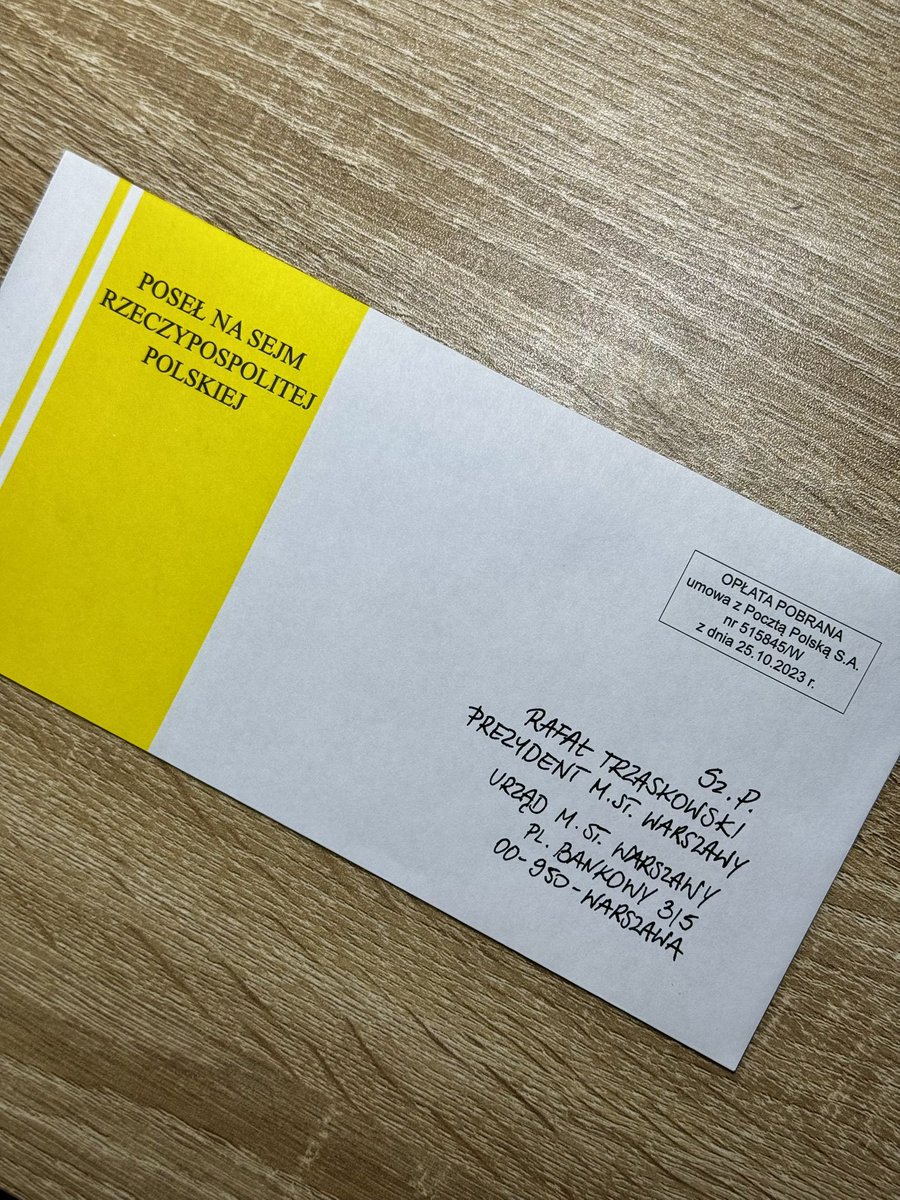 POSEŁ NA SEJM
RZECZYPOSPOLITEJ
POLSKIEJ
OPŁATA POBRANA
umowa z Pocztą Polską S.A.
nr 515845/W
z dnia 25.10.2023 r.
Sz. P.
RAFAŁ TRZASKOWSKI
PREZYDENT M.ST. WARSZAWY
URZĄD M.ST. WARSZAWY
PL. BANKOWY 3/5
00-950-WARSZAWA